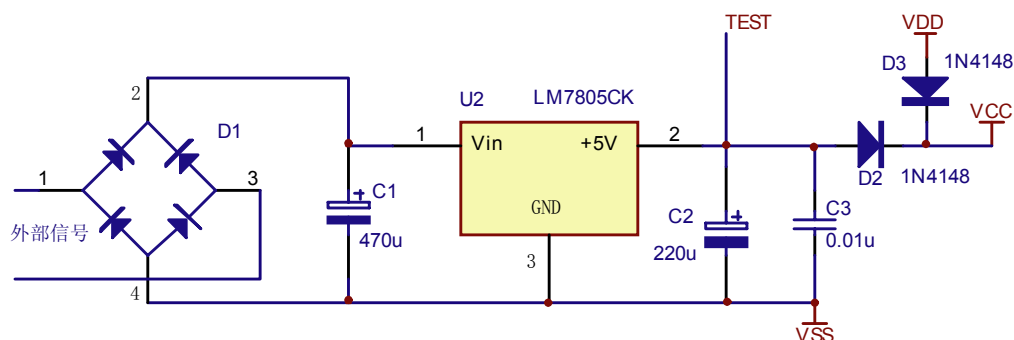 TEST
VDD
D3
1N4148
2
U2
LM7805CK
D1
VCC
1
Vin
+5V
2
1
3
D2
1N4148
C1
外部信号
GND
C2
C3
470u
3
220u
0.01u
4
VSS